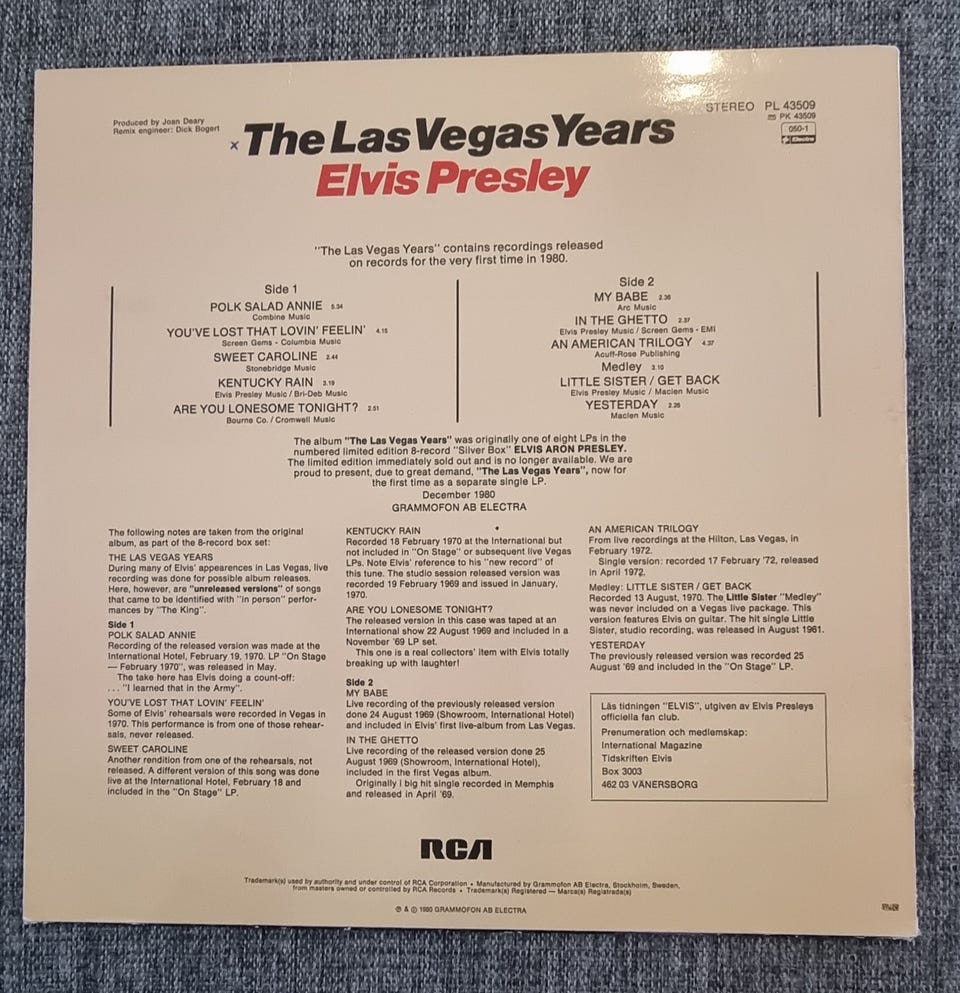 Produced by Joan Deary
Remix engineer: Dick Bogert
x
The Las Vegas Years
Elvis Presley
STEREO PL 43509
PK 43509
050-1
Electra
"The Las Vegas Years" contains recordings released
on records for the very first time in 1980.
Side 1
POLK SALAD ANNIE 5.34
Combine Music
YOU'VE LOST THAT LOVIN' FEELIN' 4.15
Screen Gems - Columbia Music
SWEET CAROLINE 2.44
Stonebridge Music
KENTUCKY RAIN 3.19
Elvis Presley Music / Bri-Deb Music
ARE YOU LONESOME TONIGHT? 2.51
Bourne Co. / Cromwell Music
Side 2
MY BABE 2.36
Arc Music
IN THE GHETTO 2.37
Elvis Presley Music / Screen Gems - EMI
AN AMERICAN TRILOGY 4.37
Acuff-Rose Publishing
Medley 3.10
LITTLE SISTER / GET BACK
Elvis Presley Music / Maclen Music
YESTERDAY 2.26
Maclen Music
The album "The Las Vegas Years" was originally one of eight LPs in the
numbered limited edition 8-record "Silver Box" ELVIS ARON PRESLEY.
The limited edition immediately sold out and is no longer available. We are
proud to present, due to great demand, "The Las Vegas Years", now for
the first time as a separate single LP.
December 1980
GRAMMOFON AB ELECTRA
The following notes are taken from the original
album, as part of the 8-record box set:
THE LAS VEGAS YEARS
During many of Elvis' appearences in Las Vegas, live
recording was done for possible album releases.
Here, however, are "unreleased versions" of songs
that came to be identified with "in person" perfor-
mances by "The King".
Side 1
POLK SALAD ANNIE
Recording of the released version was made at the
International Hotel, February 19, 1970. LP "On Stage
— February 1970", was released in May.
The take here has Elvis doing a count-off:
. . . "I learned that in the Army".
YOU'VE LOST THAT LOVIN' FEELIN'
Some of Elvis' rehearsals were recorded in Vegas in
1970. This performance is from one of those rehear-
sals, never released.
SWEET CAROLINE
Another rendition from one of the rehearsals, not
released. A different version of this song was done
live at the International Hotel, February 18 and
included in the "On Stage" LP.
KENTUCKY RAIN
Recorded 18 February 1970 at the International but
not included in "On Stage" or subsequent live Vegas
LPs. Note Elvis' reference to his "new record" of
this tune. The studio session released version was
recorded 19 February 1969 and issued in January,
1970.
ARE YOU LONESOME TONIGHT?
The released version in this case was taped at an
International show 22 August 1969 and included in a
November '69 LP set.
This one is a real collectors' item with Elvis totally
breaking up with laughter!
Side 2
MY BABE
Live recording of the previously released version
done 24 August 1969 (Showroom, International Hotel)
and included in Elvis' first live-album from Las Vegas.
IN THE GHETTO
Live recording of the released version done 25
August 1969 (Showroom, International Hotel),
included in the first Vegas album.
Originally i big hit single recorded in Memphis
and released in April '69.
AN AMERICAN TRILOGY
From live recordings at the Hilton, Las Vegas, in
February 1972.
Single version: recorded 17 February '72, released
in April 1972.
Medley: LITTLE SISTER / GET BACK
Recorded 13 August, 1970. The Little Sister "Medley"
was never included on a Vegas live package. This
version features Elvis on guitar. The hit single Little
Sister, studio recording, was released in August 1961.
YESTERDAY
The previously released version was recorded 25
August '69 and included in the "On Stage" LP.
Läs tidningen "ELVIS", utgiven av Elvis Presleys
officiella fan club.
Prenumeration och medlemskap:
International Magazine
Tidskriften Elvis
Box 3003
462 03 VÄNERSBORG
RCA
Trademark(s) used by authority and under control of RCA Corporation • Manufactured by Grammofon AB Electra, Stockholm, Sweden,
from masters owned or controlled by RCA Records • Trademark(s) Registered — Marca(s) Registrada(s)
℗ & © 1980 GRAMMOFON AB ELECTRA